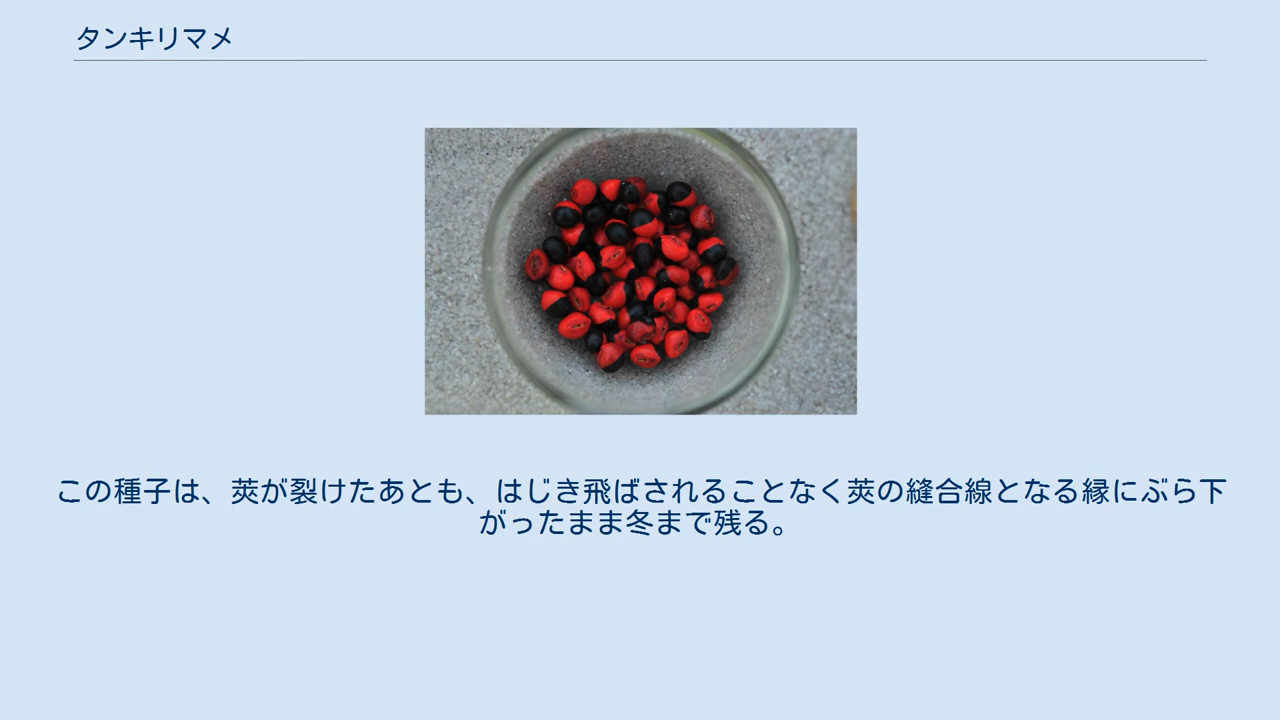 タンキリマメ
この種子は、莢が裂けたあとも、はじき飛ばされることなく莢の縫合線となる縁にぶら下
がったまま冬まで残る。